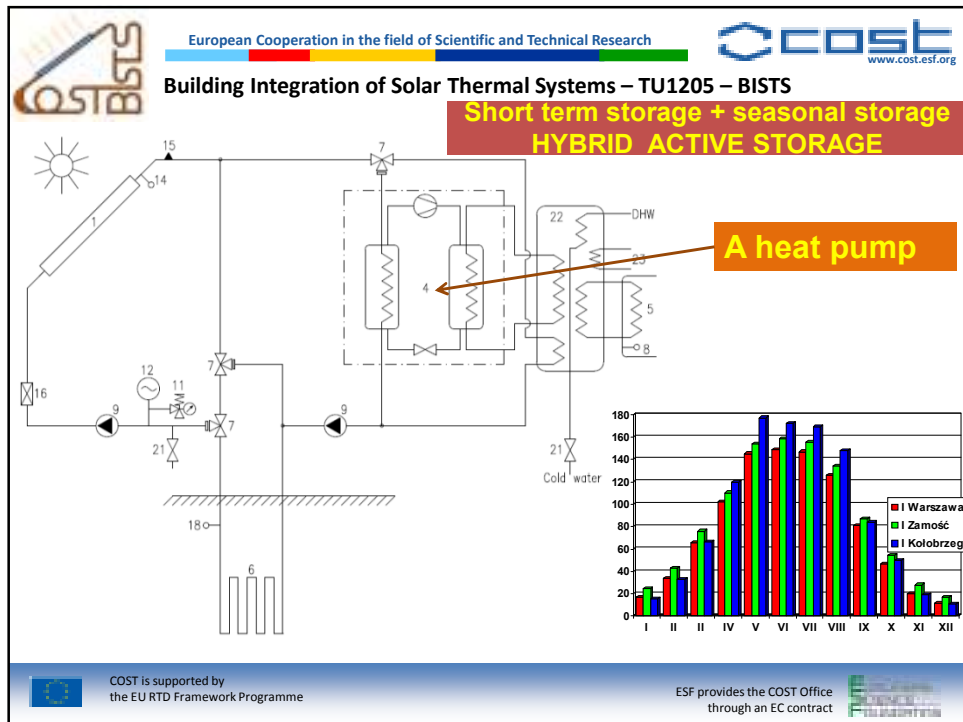 European Cooperation in the field of Scientific and Technical Research
cost
www.cost.esf.org
COST BISTS
Building Integration of Solar Thermal Systems – TU1205 – BISTS
Short term storage + seasonal storage
HYBRID ACTIVE STORAGE
15
7
14
1
22
DHW
A heat pump
23
4
5
8
7
12
11
16
9
7
9
21
21
Cold water
18
6
180
160
140
120
100
80
60
40
20
0
I II II IV V VI VII VIII IX X XI XII
I Warszawa
I Zamość
I Kołobrzeg
COST is supported by
the EU RTD Framework Programme
ESF provides the COST Office
through an EC contract